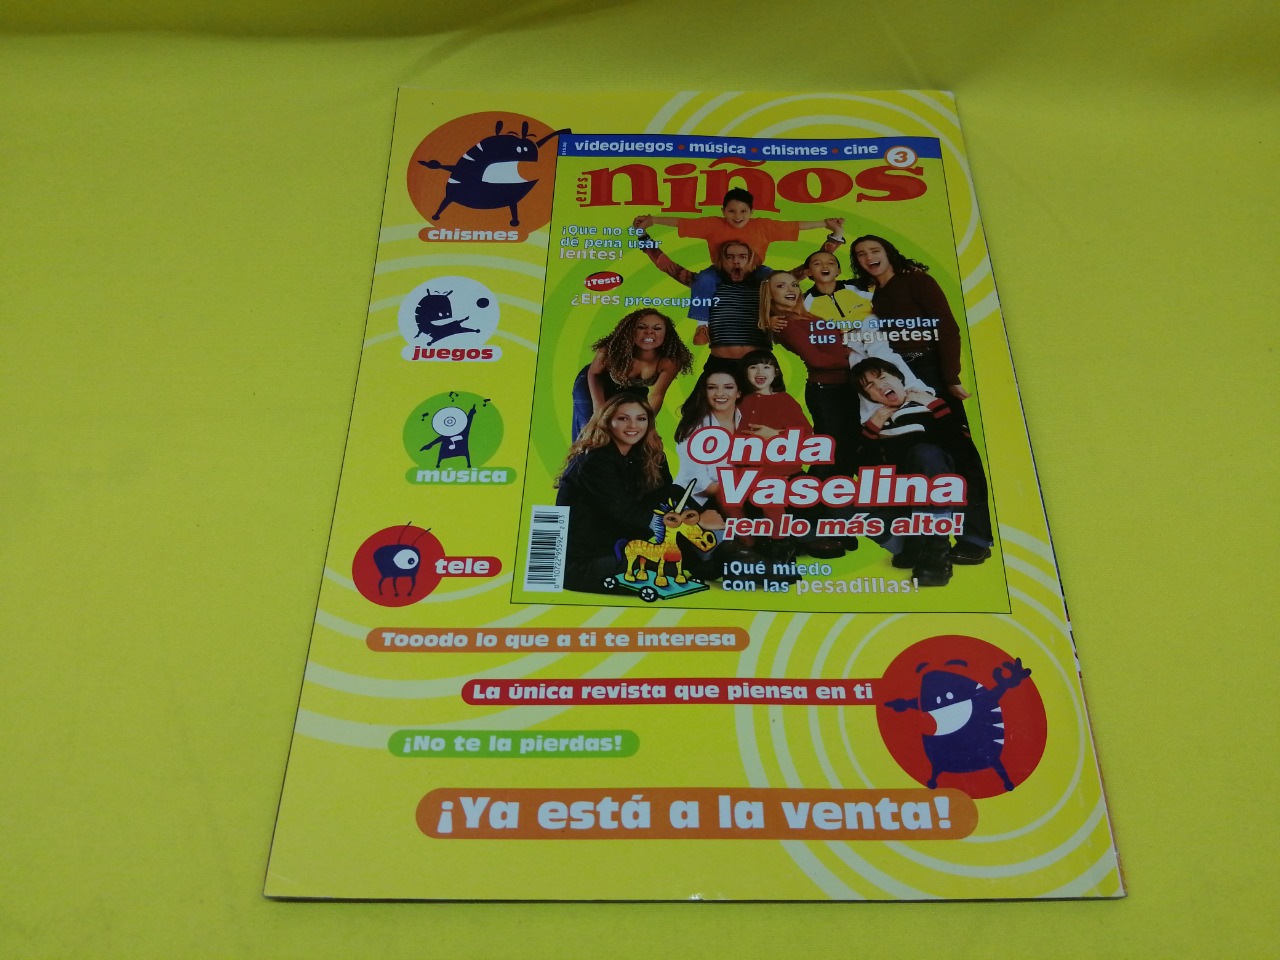 chismes
juegos
música
tele
videojuegos • música • chismes • cine
3
eres
niños
¡Que no te
dé pena usar
lentes!
¡Test!
¿Eres preocupón?
¡Cómo arreglar
tus juguetes!
Onda
Vaselina
¡en lo más alto!
¡Qué miedo
con las pesadillas!
Tooodo lo que a ti te interesa
La única revista que piensa en ti
¡No te la pierdas!
¡Ya está a la venta!